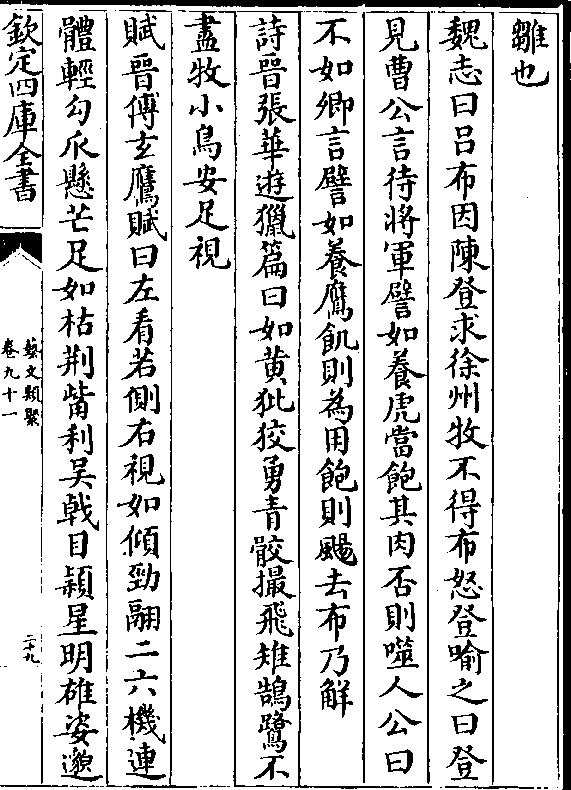 雛也
魏志曰吕布因陳登求徐州牧不得布怒登喻之曰登
見曹公言待將軍譬如養虎當飽其肉否則噬人公曰
不如卿言譬如養鷹飢則為用飽則颺去布乃解
詩晉張華遊獵篇曰如黄批狡勇青骹撮飛雉鵠鷺不
盡牧小鳥安足視
賦晉傅玄鷹賦曰左看若側右視如傾勁翮二六機連
體輕勾爪懸芒足如枯荆觜利吴戟目頴星明雄姿邈
欽定四庫全書
藝文類聚
卷九十一
二十九